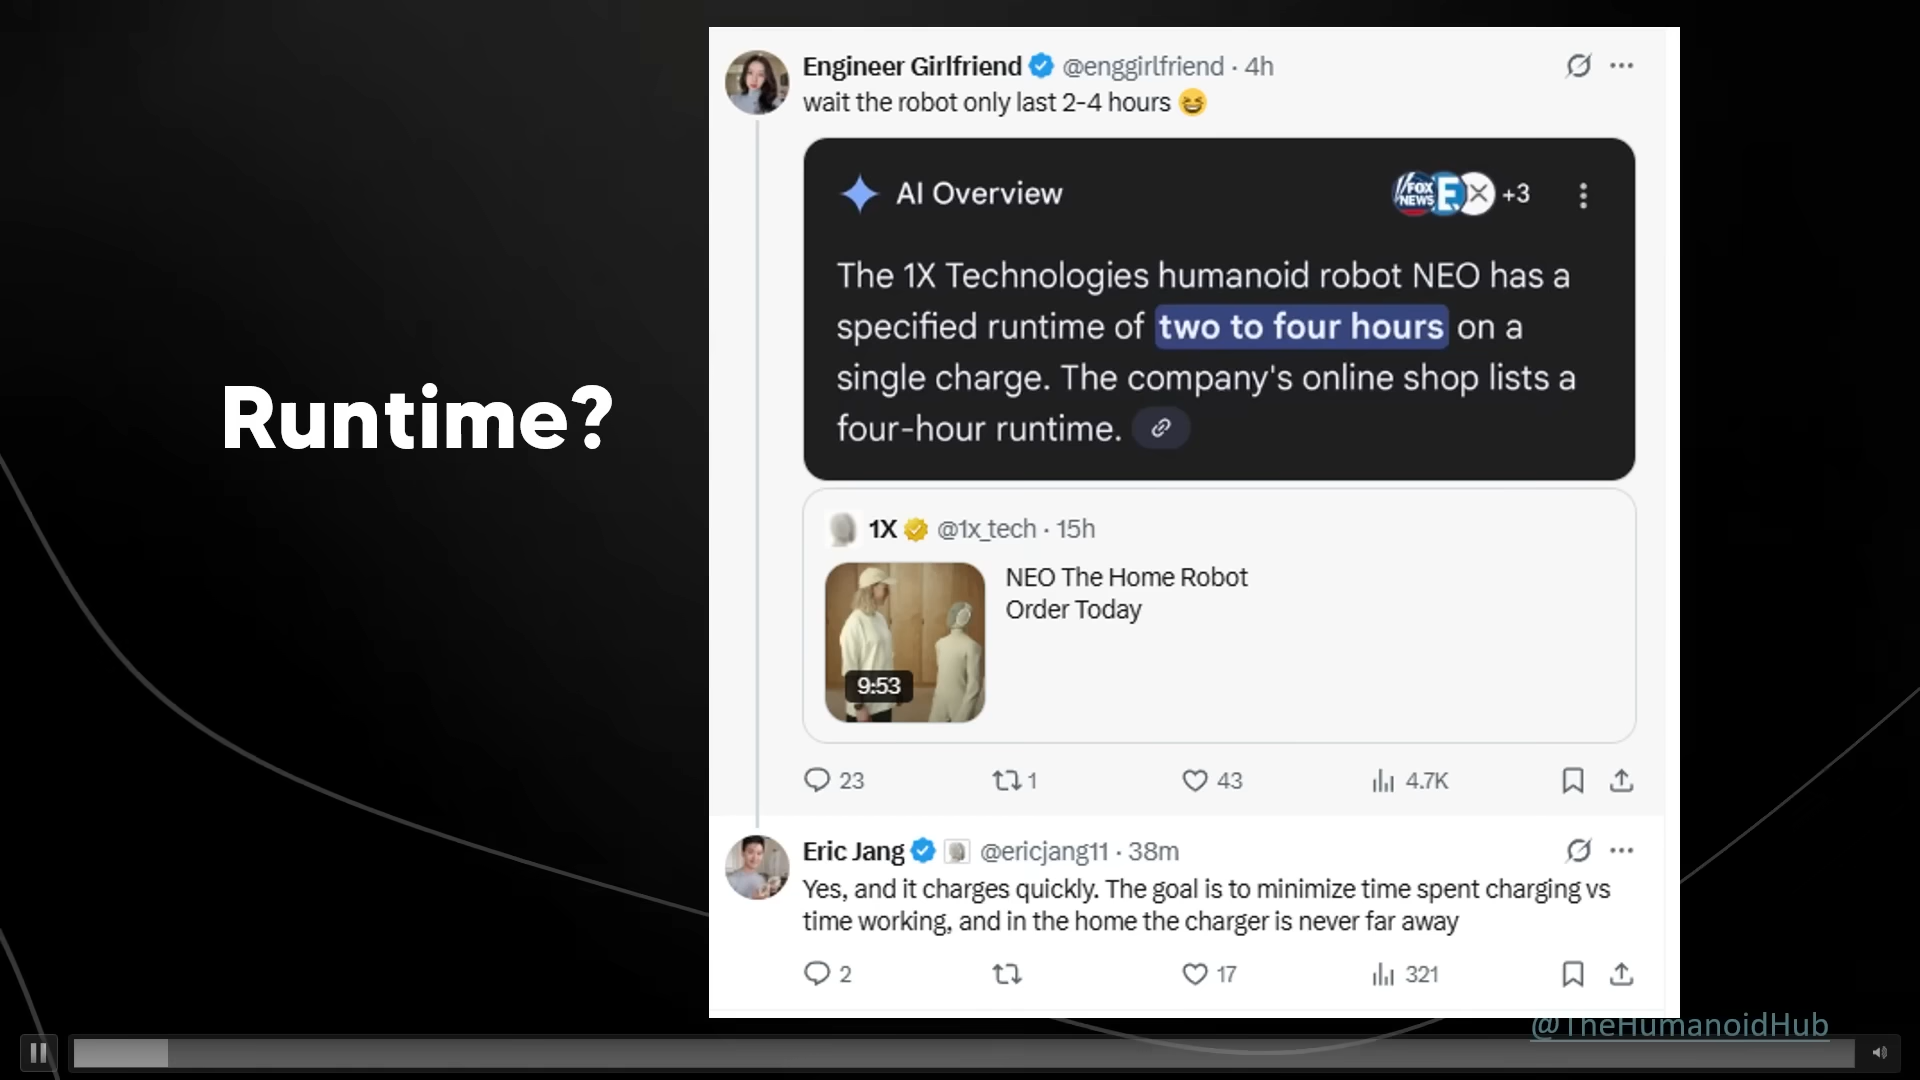 Runtime?
Engineer Girlfriend @enggirlfriend · 4h
wait the robot only last 2-4 hours 😆
AI Overview
FOX NEWS E X +3
The 1X Technologies humanoid robot NEO has a
specified runtime of two to four hours on a
single charge. The company's online shop lists a
four-hour runtime.
1X @1x_tech · 15h
NEO The Home Robot
Order Today
9:53
23 1 43 4.7K
Eric Jang @ericjang11 · 38m
Yes, and it charges quickly. The goal is to minimize time spent charging vs
time working, and in the home the charger is never far away
2 17 321
@TheHumanoidHub